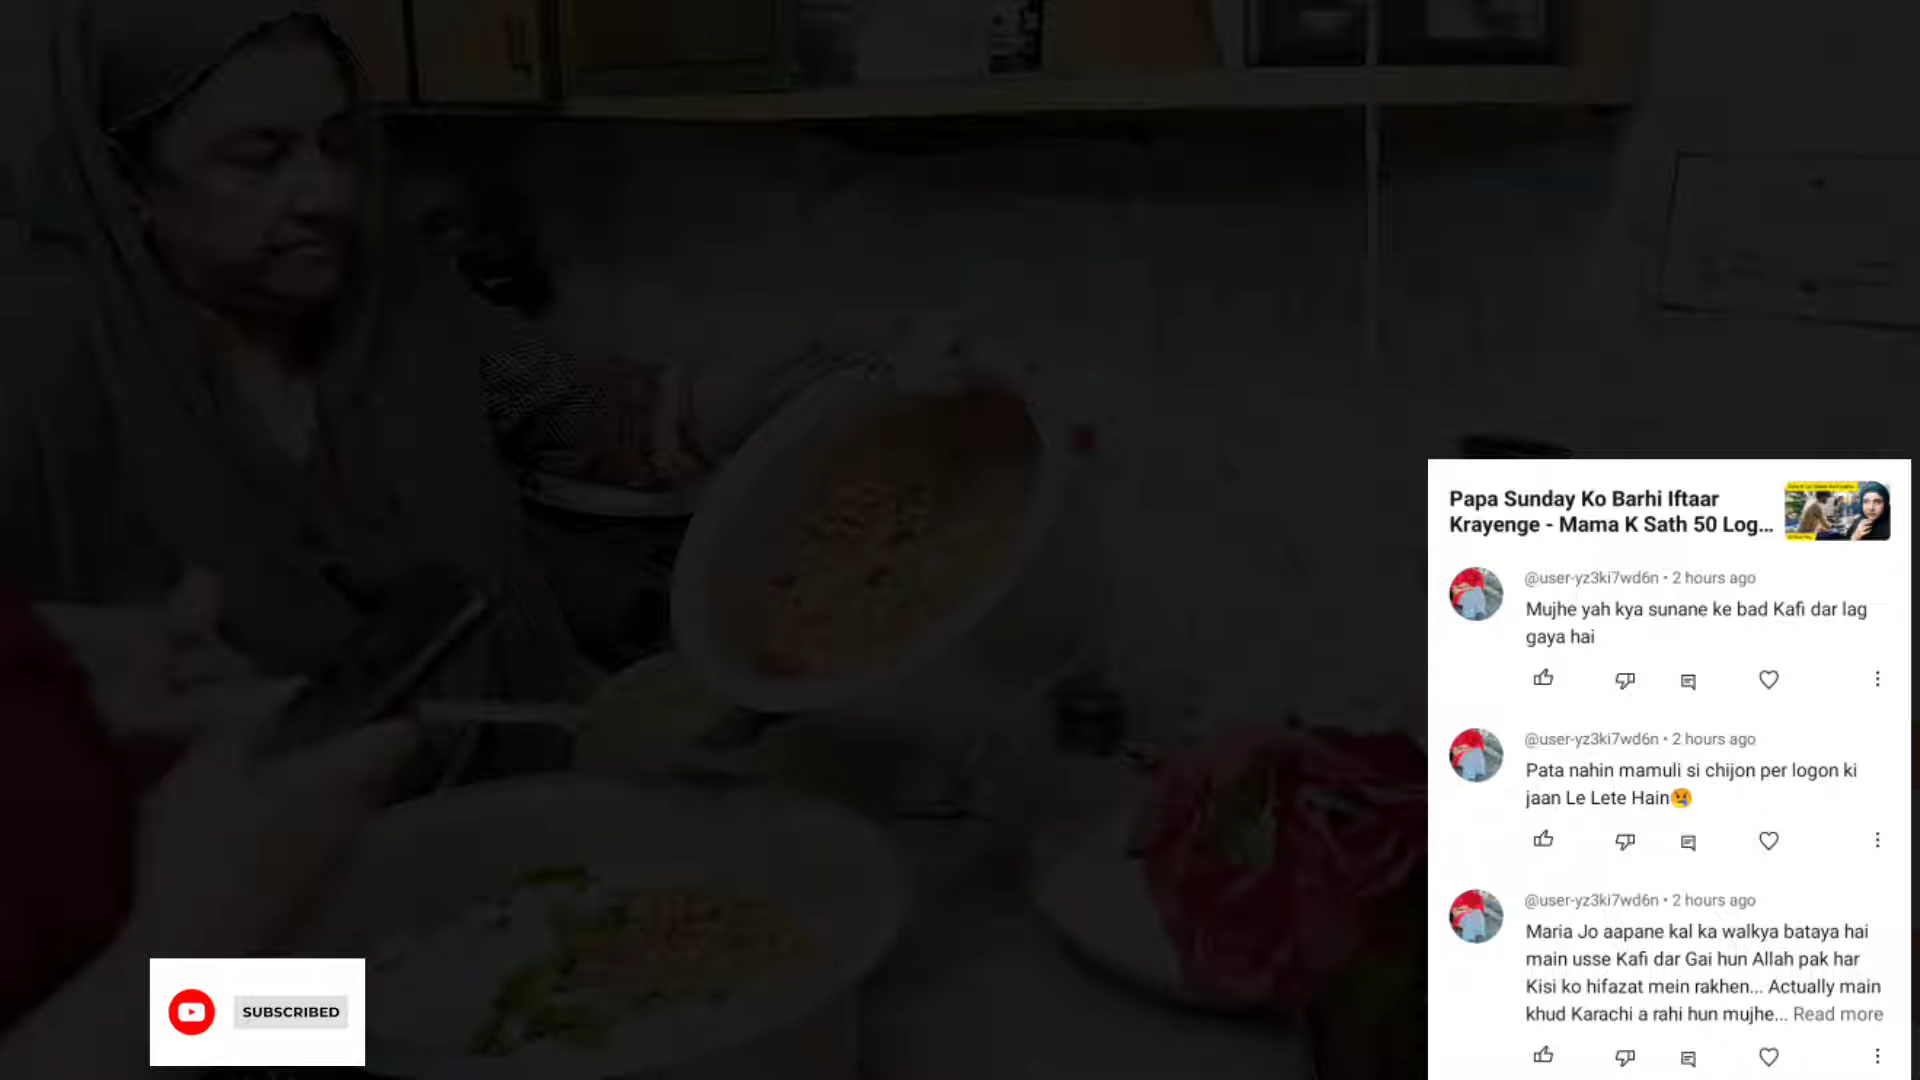 Papa Sunday Ko Barhi Iftaar
Krayenge - Mama K Sath 50 Log...
@user-yz3ki7wd6n • 2 hours ago
Mujhe yah kya sunane ke bad Kafi dar lag
gaya hai
@user-yz3ki7wd6n • 2 hours ago
Pata nahin mamuli si chijon per logon ki
jaan Le Lete Hain😢
@user-yz3ki7wd6n • 2 hours ago
Maria Jo aapane kal ka walkya bataya hai
main usse Kafi dar Gai hun Allah pak har
Kisi ko hifazat mein rakhen... Actually main
khud Karachi a rahi hun mujhe... Read more
SUBSCRIBED